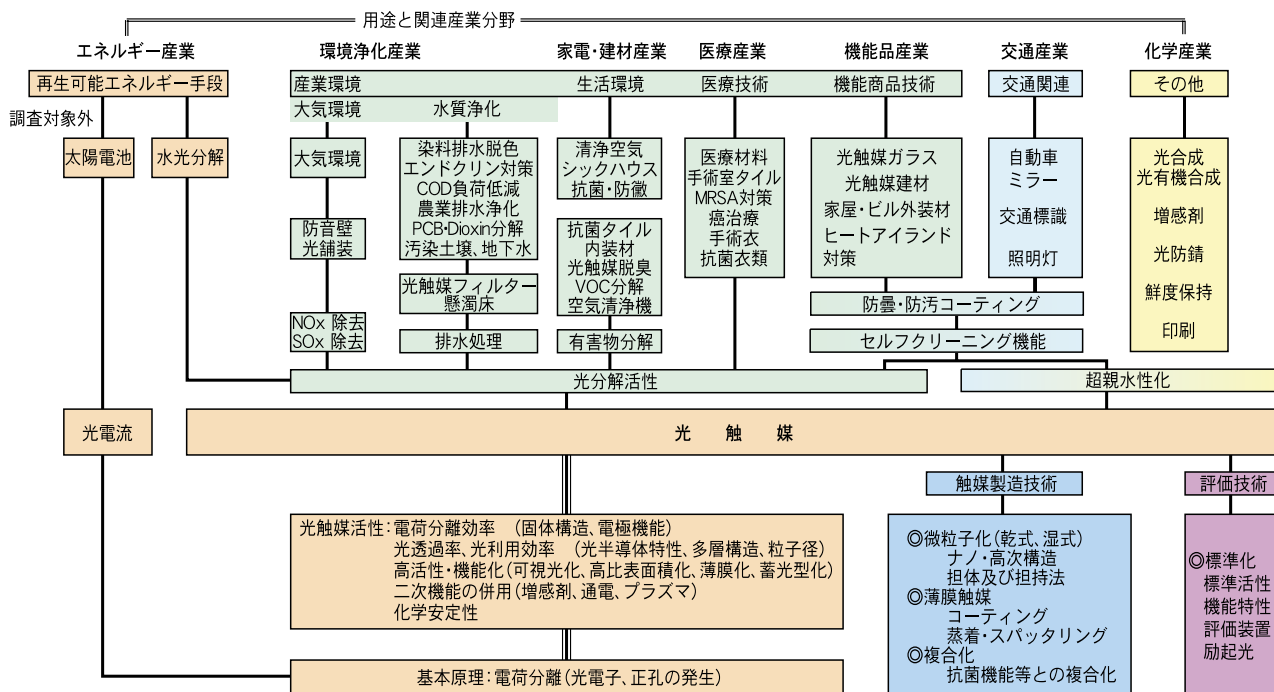 用途と関連産業分野
エネルギー産業
環境浄化産業
家電・建材産業
医療産業
機能品産業
交通産業
化学産業
再生可能エネルギー手段
産業環境
生活環境
医療技術
機能商品技術
交通関連
その他
大気環境
水質浄化
調査対象外
太陽電池
水光分解
大気環境
防音壁
光舗装
NOx 除去
SOx 除去
染料排水脱色
エンドクリン対策
COD負荷低減
農業排水浄化
PCB・Dioxin分解
汚染土壌、地下水
光触媒フィルター
懸濁床
排水処理
清浄空気
シックハウス
抗菌・防黴
抗菌タイル
内装材
光触媒脱臭
VOC分解
空気清浄機
有害物分解
医療材料
手術室タイル
MRSA対策
癌治療
手術衣
抗菌衣類
光触媒ガラス
光触媒建材
家屋・ビル外装材
ヒートアイランド
対策
自動車
ミラー
交通標識
照明灯
防曇・防汚コーティング
セルフクリーニング機能
光合成
光有機合成
増感剤
光防錆
鮮度保持
印刷
光分解活性
超親水性化
光電流
光 触 媒
触媒製造技術
評価技術
光触媒活性：電荷分離効率 （固体構造、電極機能）
光透過率、光利用効率 （光半導体特性、多層構造、粒子径）
高活性・機能化（可視光化、高比表面積化、薄膜化、蓄光型化）
二次機能の併用（増感剤、通電、プラズマ）
化学安定性
◎微粒子化（乾式、湿式）
ナノ・高次構造
担体及び担持法
◎薄膜触媒
コーティング
蒸着・スパッタリング
◎複合化
抗菌機能等との複合化
◎標準化
標準活性
機能特性
評価装置
励起光
基本原理：電荷分離（光電子、正孔の発生）